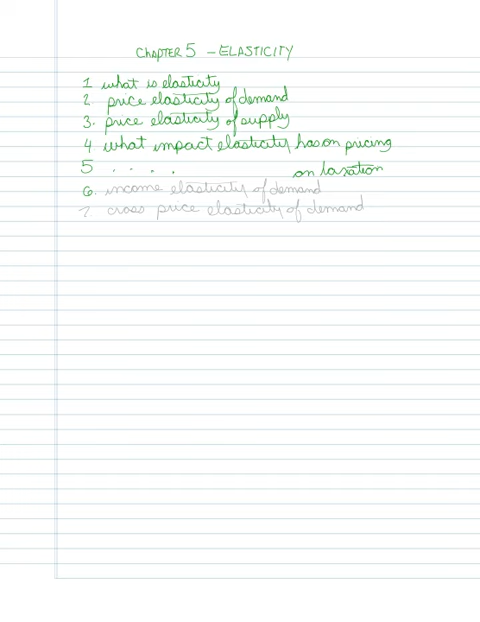 CHAPTER 5 – ELASTICITY
1 what is elasticity
2. price elasticity of demand
3. price elasticity of supply
4 what impact elasticity has on pricing
5 . . . . on taxation
6. income elasticity of demand
7 cross price elasticity of demand